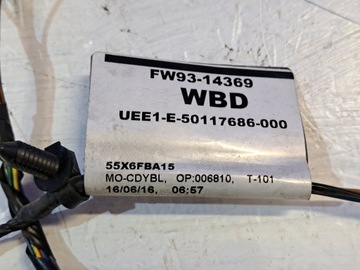 FW93-14369
WBD
UEE1-E-50117686-000
55X6FBA15
MO-CDYBL, OP:006810, T-101
16/06/16, 06:57